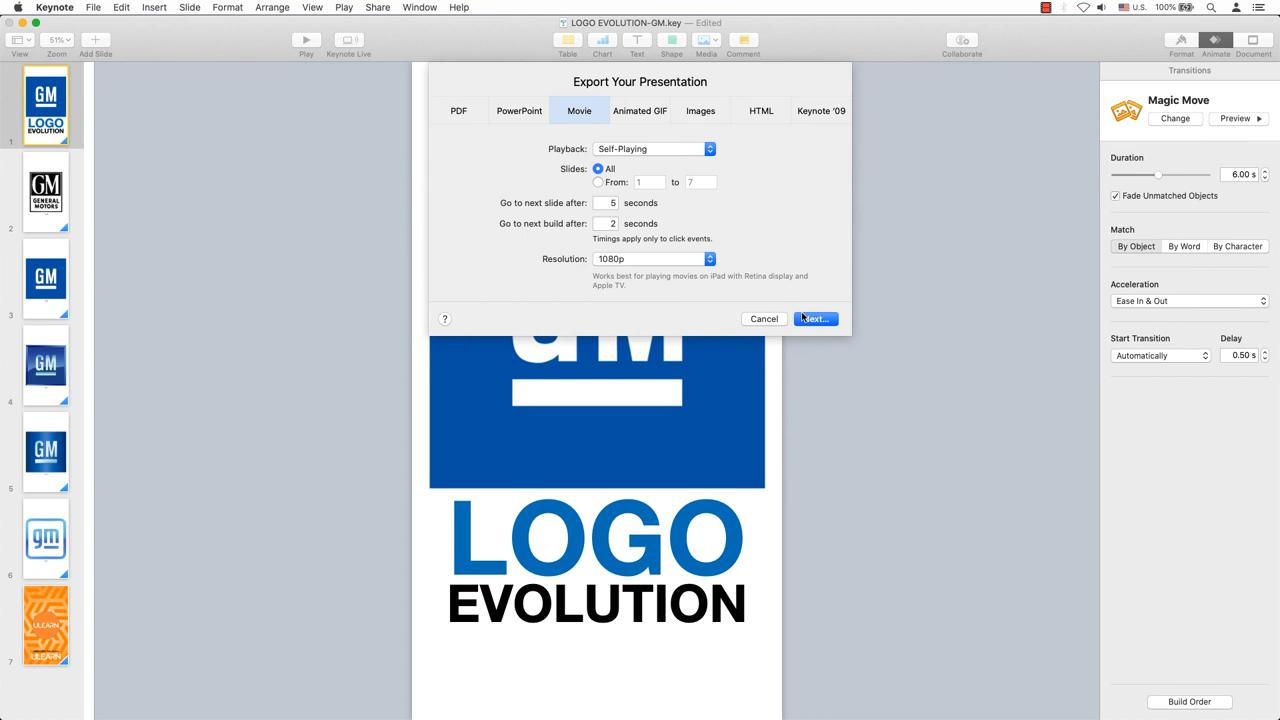 Keynote File Edit Insert Slide Format Arrange View Play Share Window Help U.S. 100%
LOGO EVOLUTION-GM.key — Edited
51%
View Zoom Add Slide Play Keynote Live Table Chart Text Shape Media Comment Collaborate Format Animate Document
GM
LOGO
EVOLUTION
1
GM
GENERAL
MOTORS
2
GM
3
GM
4
GM
5
gm
6
ULEARN
ULEARN
7
Export Your Presentation
PDF PowerPoint Movie Animated GIF Images HTML Keynote '09
Playback: Self-Playing
Slides: All
From: 1 to 7
Go to next slide after: 5 seconds
Go to next build after: 2 seconds
Timings apply only to click events.
Resolution: 1080p
Works best for playing movies on iPad with Retina display and
Apple TV.
? Cancel Next...
GM
LOGO
EVOLUTION
Transitions
Magic Move
Change Preview
Duration
6.00 s
Fade Unmatched Objects
Match
By Object By Word By Character
Acceleration
Ease In & Out
Start Transition Delay
Automatically 0.50 s
Build Order